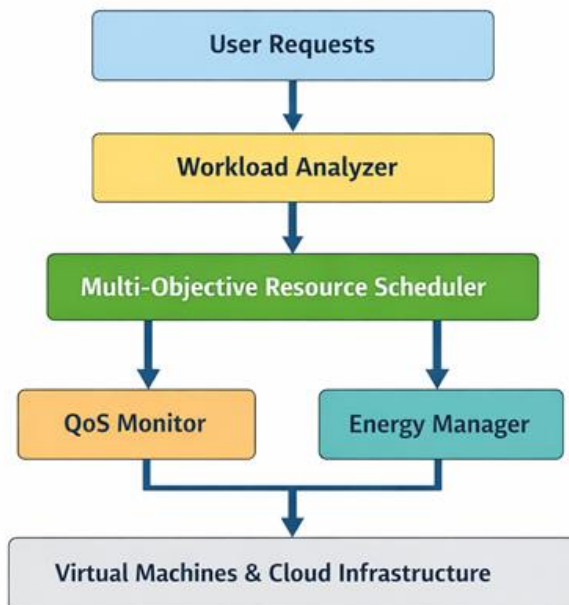 User Requests
Workload Analyzer
Multi-Objective Resource Scheduler
QoS Monitor
Energy Manager
Virtual Machines & Cloud Infrastructure